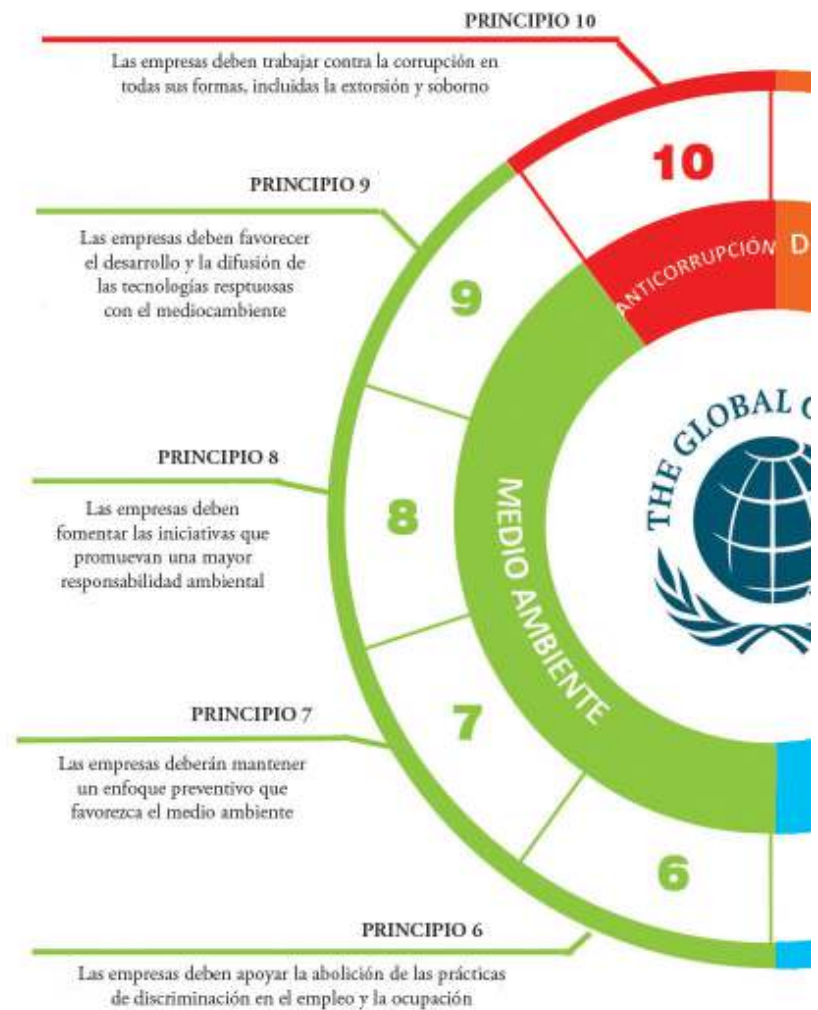 PRINCIPIO 10
Las empresas deben trabajar contra la corrupción en
todas sus formas, incluidas la extorsión y soborno
10
ANTICORRUPCIÓN
D
PRINCIPIO 9
Las empresas deben favorecer
el desarrollo y la difusión de
las tecnologías resptuosas
con el mediocambiente
9
THE GLOBAL C
PRINCIPIO 8
Las empresas deben
fomentar las iniciativas que
promuevan una mayor
responsabilidad ambiental
8
MEDIO AMBIENTE
PRINCIPIO 7
Las empresas deberán mantener
un enfoque preventivo que
favorezca el medio ambiente
7
6
PRINCIPIO 6
Las empresas deben apoyar la abolición de las prácticas
de discriminación en el empleo y la ocupación